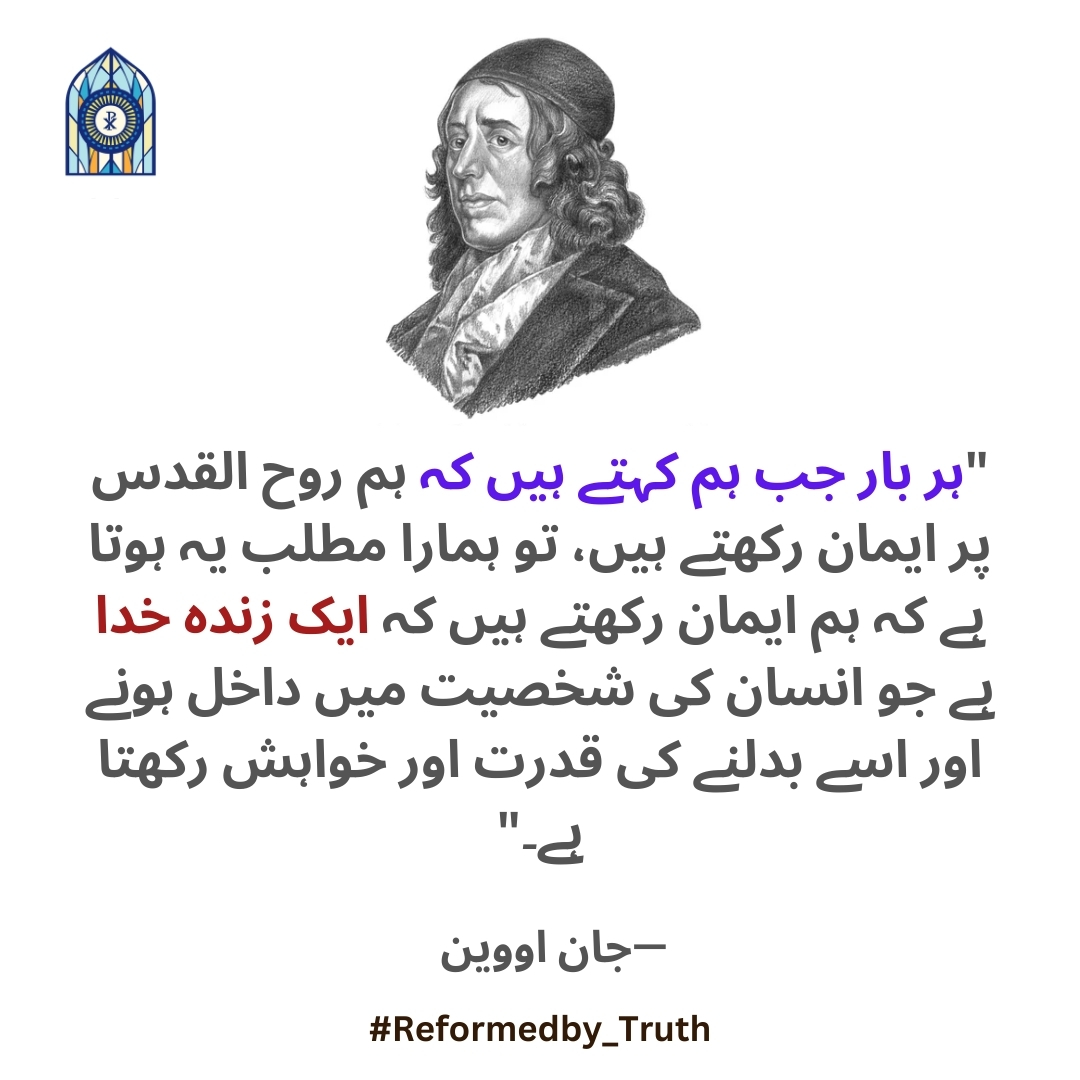 "ہر بار جب ہم کہتے ہیں کہ ہم روح القدس
پر ایمان رکھتے ہیں، تو ہمارا مطلب یہ ہوتا
ہے کہ ہم ایمان رکھتے ہیں کہ ایک زندہ خدا
ہے جو انسان کی شخصیت میں داخل ہونے
اور اسے بدلنے کی قدرت اور خواہش رکھتا
ہے۔"
—جان اووین
#Reformedby_Truth